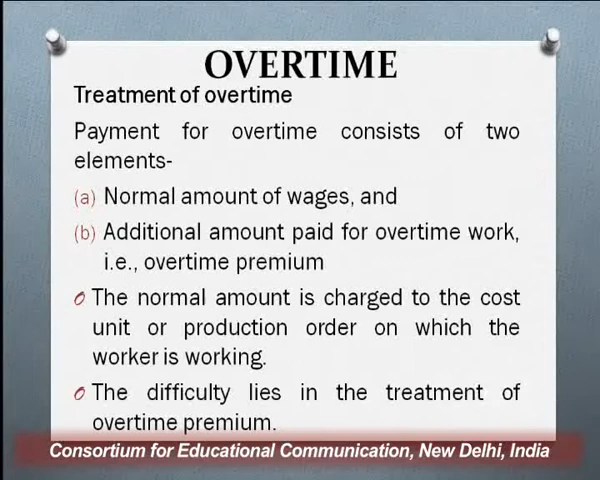 OVERTIME
Treatment of overtime
Payment for overtime consists of two
elements-
(a) Normal amount of wages, and
(b) Additional amount paid for overtime work,
i.e., overtime premium
The normal amount is charged to the cost
unit or production order on which the
worker is working.
The difficulty lies in the treatment of
overtime premium.
Consortium for Educational Communication, New Delhi, India